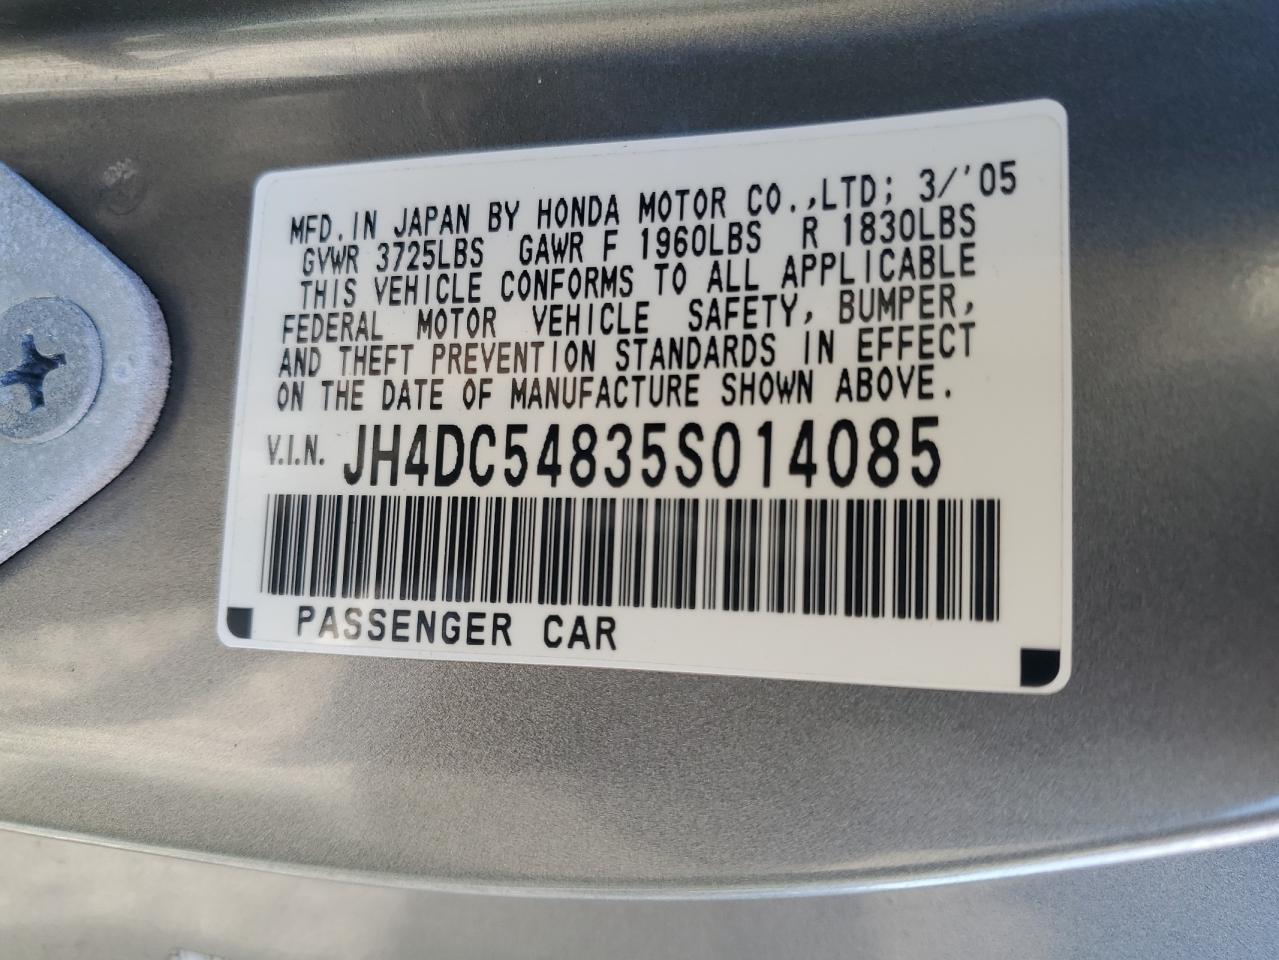 MFD. IN JAPAN BY HONDA MOTOR CO.,LTD; 3/'05
GVWR 3725LBS GAWR F 1960LBS R 1830LBS
THIS VEHICLE CONFORMS TO ALL APPLICABLE
FEDERAL MOTOR VEHICLE SAFETY, BUMPER,
AND THEFT PREVENTION STANDARDS IN EFFECT
ON THE DATE OF MANUFACTURE SHOWN ABOVE.
V.I.N. JH4DC54835S014085
PASSENGER CAR